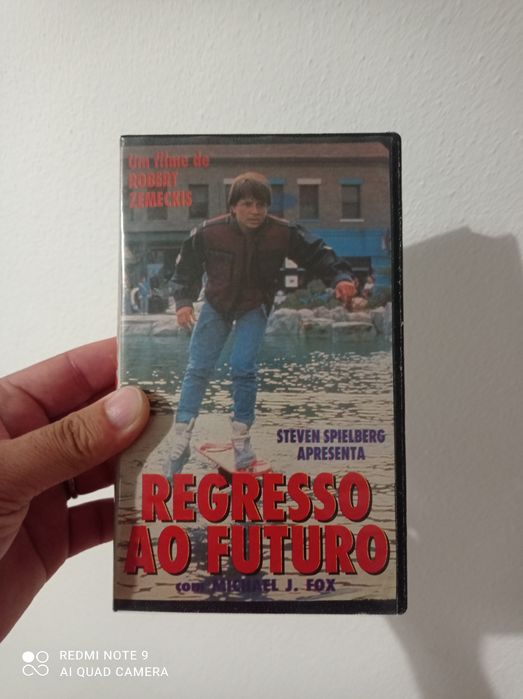 Um filme de
ROBERT
ZEMECKIS
STEVEN SPIELBERG
APRESENTA
REGRESSO
AO FUTURO
com MICHAEL J. FOX
REDMI NOTE 9
AI QUAD CAMERA